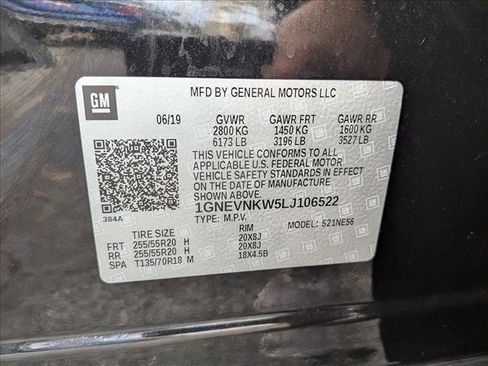 GM
MFD BY GENERAL MOTORS LLC
06/19 GVWR GAWR FRT GAWR RR
2800 KG 1450 KG 1600 KG
6173 LB 3196 LB 3527 LB
THIS VEHICLE CONFORMS TO ALL
APPLICABLE U.S. FEDERAL MOTOR
VEHICLE SAFETY STANDARDS IN
EFFECT ON THE DATE OF MANUFACTURE
SHOWN ABOVE.
384A
1GNEVNKW5LJ106522
TYPE: M.P.V. MODEL: 521NE56
TIRE SIZE RIM
FRT 255/55R20 H 20X8J
RR 255/55R20 H 20X8J
SPA T135/70R18 M 18X4.5B